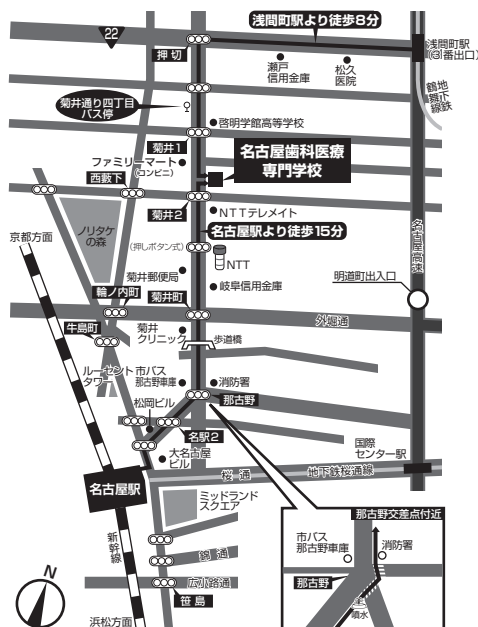 浅間町駅より徒歩8分
22
押切
瀬戸
信用金庫
松久
医院
浅間町駅
(③番出口)
地下鉄
鶴舞線
菊井通り四丁目
バス停
啓明学館高等学校
菊井1
ファミリーマート
(コンビニ)
西藪下
名古屋歯科医療
専門学校
菊井2
NTTテレメイト
ノリタケ
の森
京都方面
名古屋駅より徒歩15分
(押しボタン式)
NTT
名古屋高速
菊井郵便局
岐阜信用金庫
明道町出入口
輪ノ内町
菊井町
外堀通
牛島町
菊井
クリニック
歩道橋
ルーセント
タワー
市バス
那古野車庫
消防署
那古野
松岡ビル
名駅2
大名古屋
ビル
国際
センター駅
桜通
地下鉄桜通線
名古屋駅
ミッドランド
スクエア
那古野交差点付近
新幹線
市バス
那古野車庫
消防署
錦通
那古野
広小路通
笹島
噴水
N
浜松方面